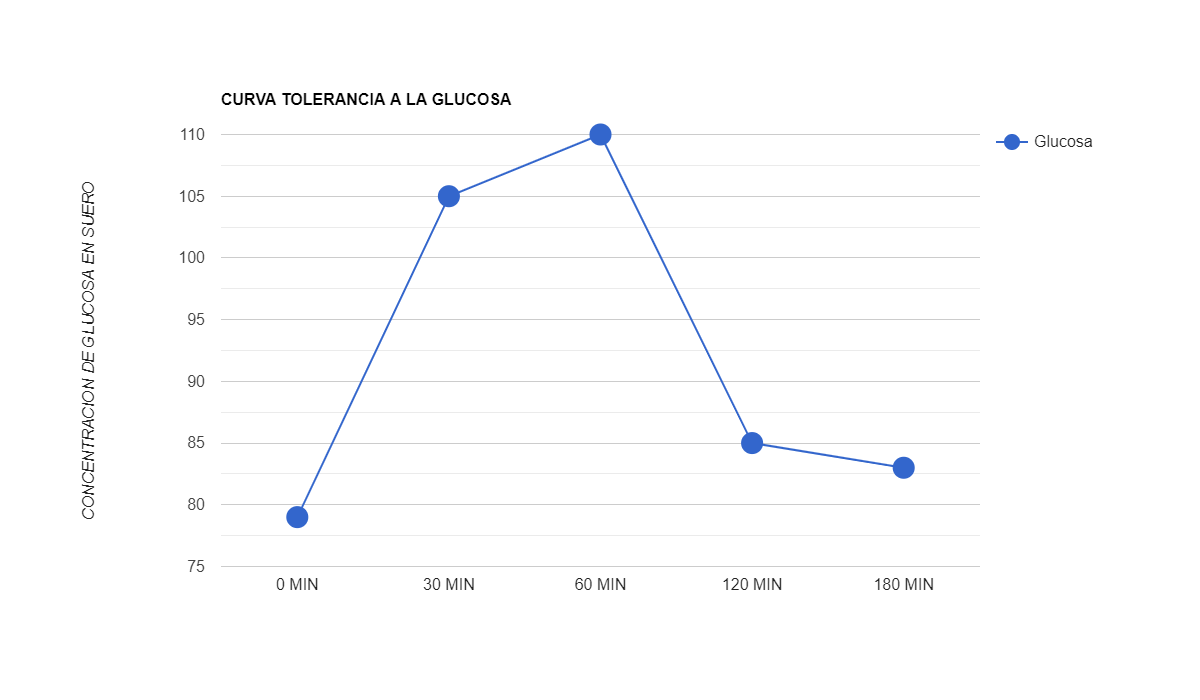 CURVA TOLERANCIA A LA GLUCOSA
CONCENTRACION DE GLUCOSA EN SUERO
110
105
100
95
90
85
80
75
0 MIN
30 MIN
60 MIN
120 MIN
180 MIN
Glucosa